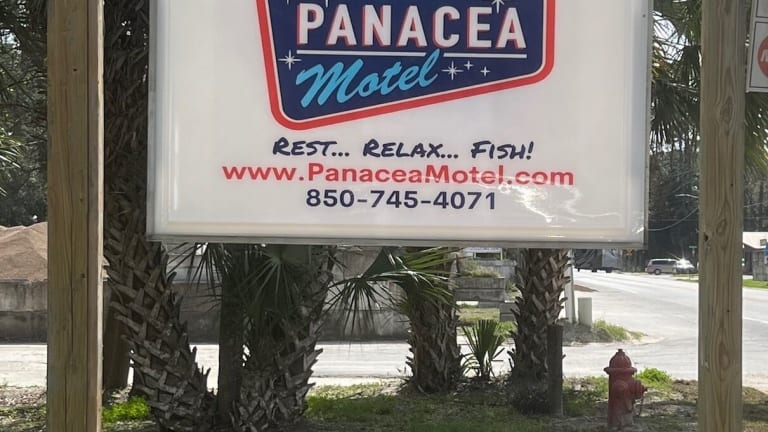 PANACEA
Motel
REST... RELAX... FISH!
www.PanaceaMotel.com
850-745-4071